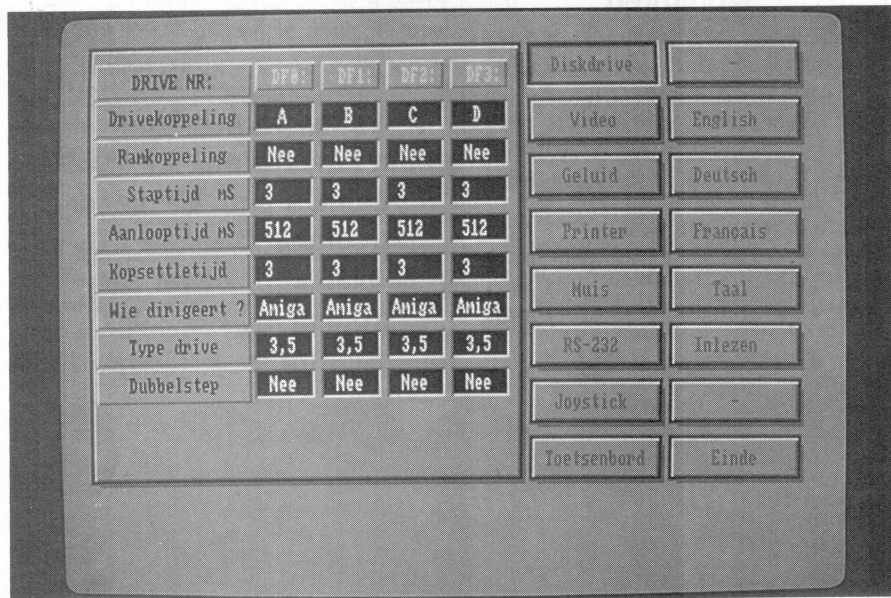 DRIVE NR: DF0: DF1: DF2: DF3:
Drivekoppeling A B C D
Ramkoppeling Nee Nee Nee Nee
Staptijd mS 3 3 3 3
Aanlooptijd mS 512 512 512 512
Kopsettletijd 3 3 3 3
Wie dirigeert ? Amiga Amiga Amiga Amiga
Type drive 3,5 3,5 3,5 3,5
Dubbelstep Nee Nee Nee Nee
Diskdrive -
Video English
Geluid Deutsch
Printer Français
Muis Taal
RS-232 Inlezen
Joystick -
Toetsenbord Einde